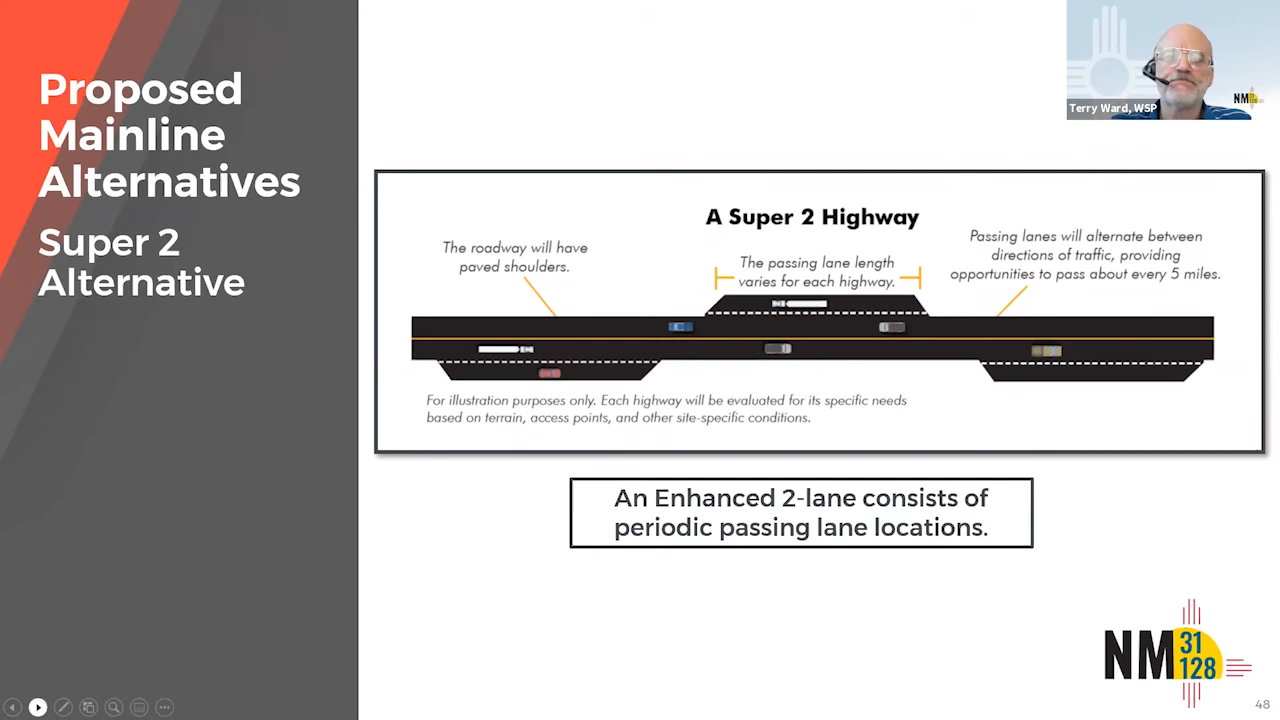 Proposed
Mainline
Alternatives
Super 2
Alternative
Terry Ward, WSP
NM 31
128
A Super 2 Highway
The roadway will have
paved shoulders.
The passing lane length
varies for each highway.
Passing lanes will alternate between
directions of traffic, providing
opportunities to pass about every 5 miles.
For illustration purposes only. Each highway will be evaluated for its specific needs
based on terrain, access points, and other site-specific conditions.
An Enhanced 2-lane consists of
periodic passing lane locations.
NM 31
128
48